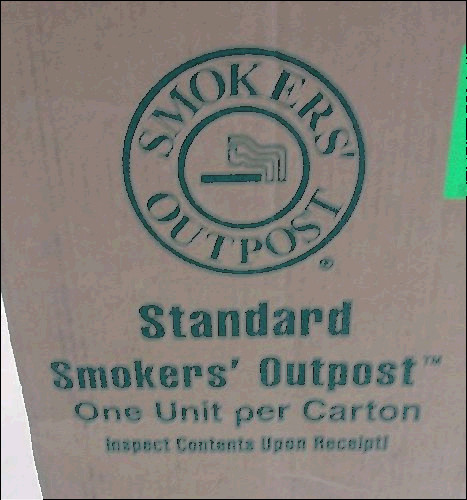 SMOKERS'
OUTPOST
®
Standard
Smokers' Outpost™
One Unit per Carton
Inspect Contents Upon Receipt!